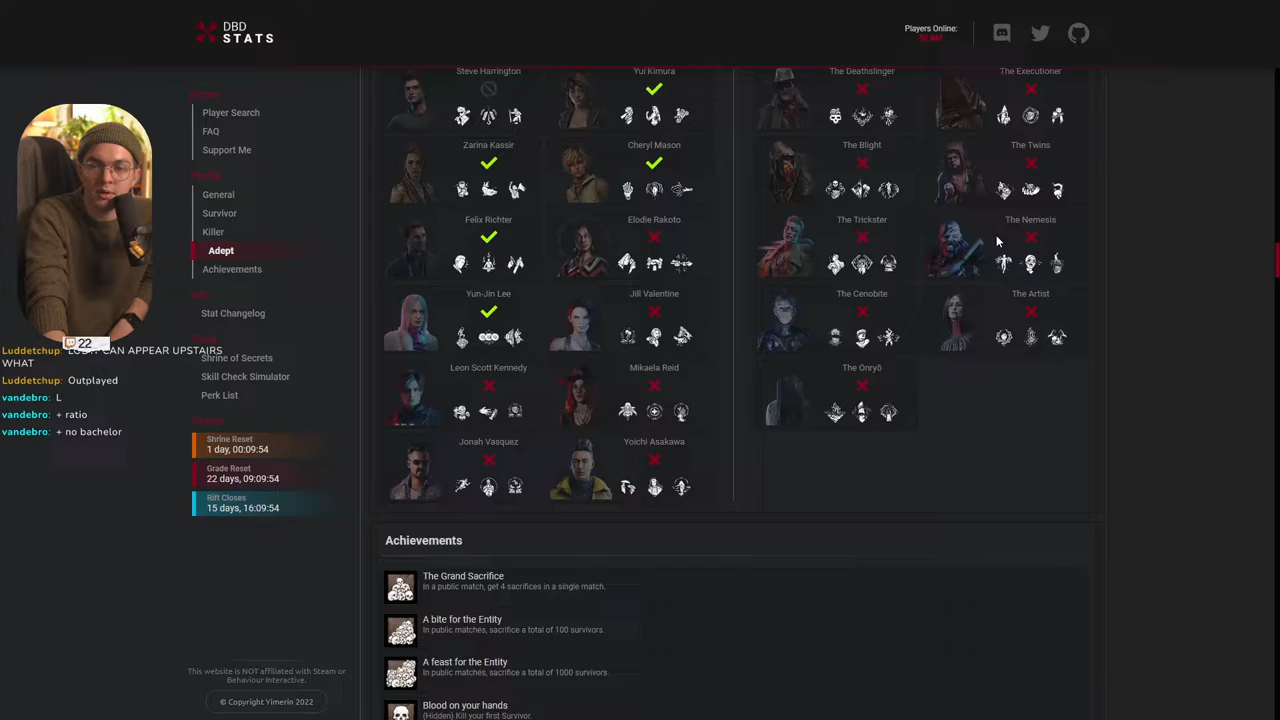 DBD
STATS
Players Online:
Player Search
FAQ
Support Me
General
Survivor
Killer
Adept
Achievements
Stat Changelog
Shrine of Secrets
Skill Check Simulator
Perk List
Shrine Reset
1 day, 00:09:54
Grade Reset
22 days, 09:09:54
Rift Closes
15 days, 16:09:54
This website is NOT affiliated with Steam or
Behaviour Interactive.
© Copyright Yimerin 2022
22
Luddetchup: CAN APPEAR UPSTAIRS
WHAT
Luddetchup: Outplayed
vandebro: L
vandebro: + ratio
vandebro: + no bachelor
Steve Harrington
Yui Kimura
The Deathslinger
The Executioner
Zarina Kassir
Cheryl Mason
The Blight
The Twins
Felix Richter
Elodie Rakoto
The Trickster
The Nemesis
Yun-Jin Lee
Jill Valentine
The Cenobite
The Artist
Leon Scott Kennedy
Mikaela Reid
The Onryō
Jonah Vasquez
Yoichi Asakawa
Achievements
The Grand Sacrifice
In a public match, get 4 sacrifices in a single match.
A bite for the Entity
In public matches, sacrifice a total of 100 survivors.
A feast for the Entity
In public matches, sacrifice a total of 1000 survivors.
Blood on your hands
(Hidden) Kill your first Survivor.